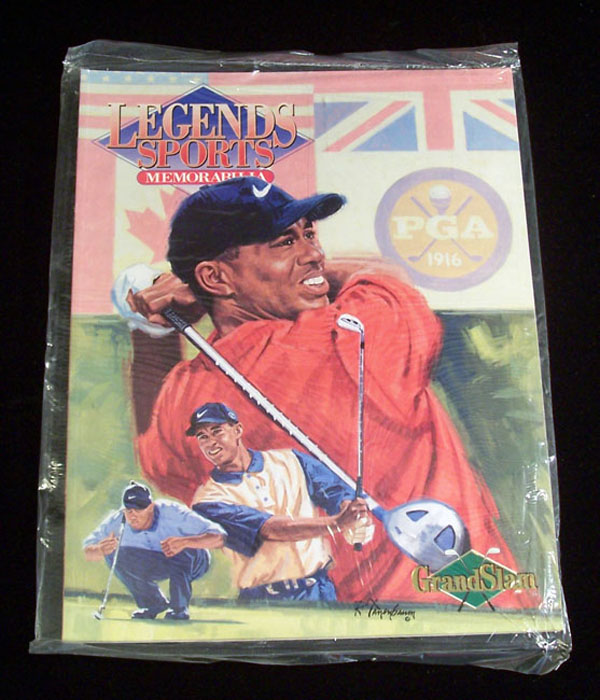 LEGENDS
SPORTS
MEMORABILIA
PGA
1916
GrandSlam